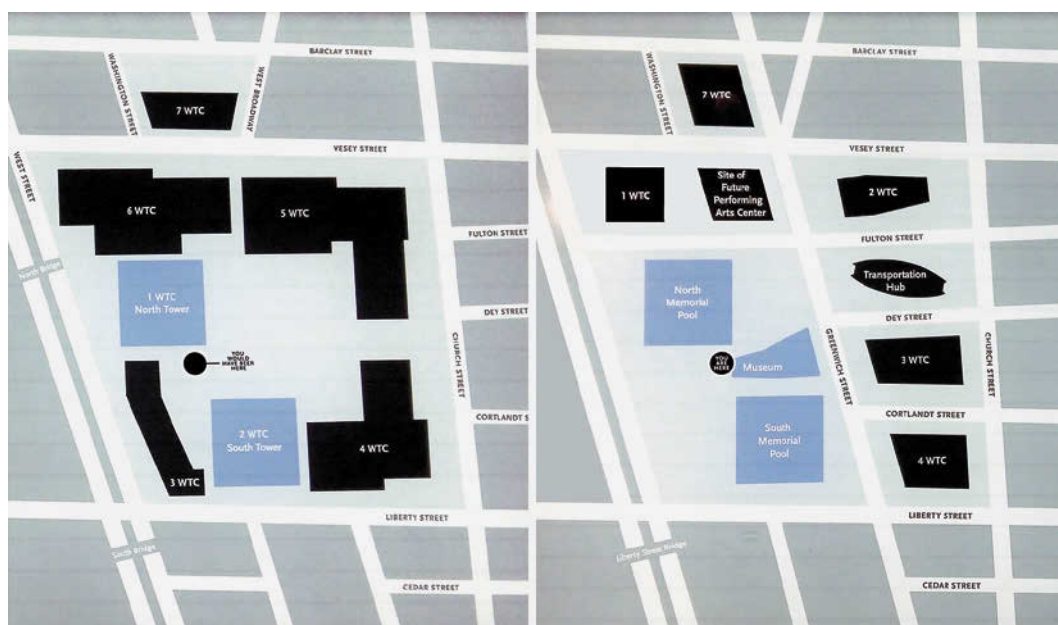 BARCLAY STREET
WASHINGTON STREET
WEST BROADWAY
7 WTC
VESEY STREET
WEST STREET
6 WTC
5 WTC
FULTON STREET
North Bridge
1 WTC
North Tower
DEY STREET
CHURCH STREET
YOU
WOULD
HAVE BEEN
HERE
CORTLANDT S
2 WTC
South Tower
4 WTC
3 WTC
LIBERTY STREET
South Bridge
CEDAR STREET
BARCLAY STREET
WASHINGTON STREET
7 WTC
VESEY STREET
1 WTC
Site of
Future
Performing
Arts Center
2 WTC
FULTON STREET
North
Memorial
Pool
Transportation
Hub
DEY STREET
GREENWICH STREET
CHURCH STREET
YOU
ARE
HERE
Museum
3 WTC
CORTLANDT STREET
South
Memorial
Pool
4 WTC
LIBERTY STREET
Liberty Street Bridge
CEDAR STREET